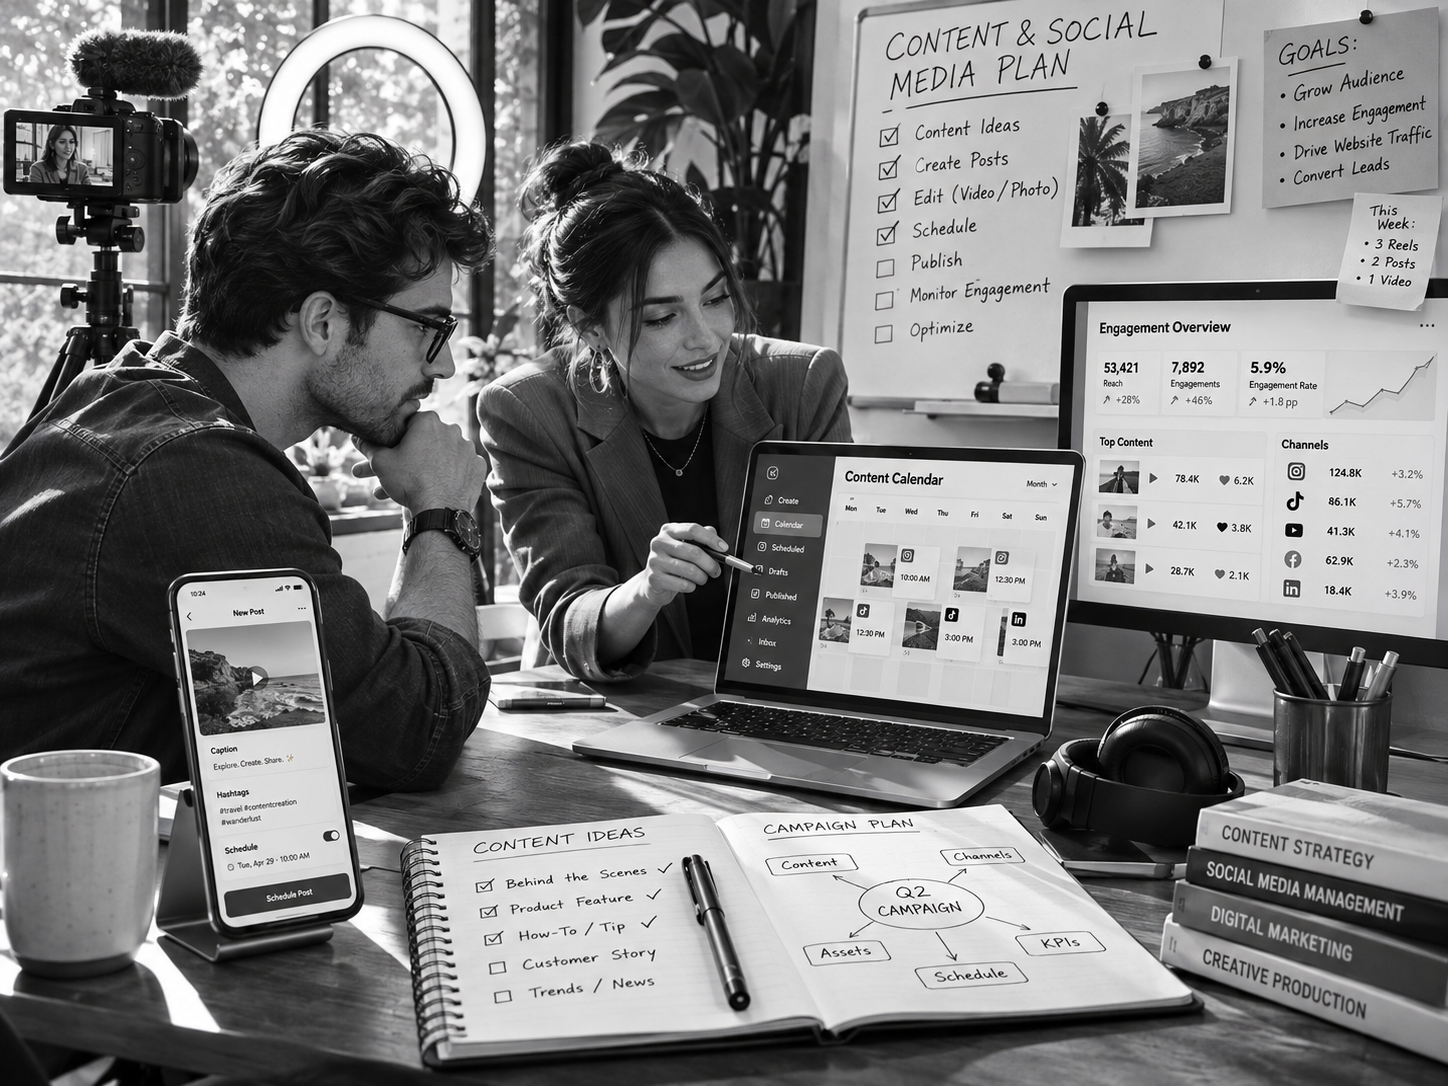 CONTENT & SOCIAL
MEDIA PLAN
Content Ideas
Create Posts
Edit (Video / Photo)
Schedule
Publish
Monitor Engagement
Optimize
GOALS:
• Grow Audience
• Increase Engagement
• Drive Website Traffic
• Convert Leads
This
Week:
• 3 Reels
• 2 Posts
• 1 Video
Engagement Overview
53,421
Reach
+28%
7,892
Engagements
+46%
5.9%
Engagement Rate
+1.8 pp
Top Content
78.4K 6.2K
42.1K 3.8K
28.7K 2.1K
Channels
124.8K +3.2%
86.1K +5.7%
41.3K +4.1%
62.9K +2.3%
18.4K +3.9%
Create
Calendar
Scheduled
Drafts
Published
Analytics
Inbox
Settings
Content Calendar
Month
Mon Tue Wed Thu Fri Sat Sun
10:00 AM
12:30 PM
12:30 PM
3:00 PM
3:00 PM
10:24
New Post
Caption
Explore. Create. Share. ✨
Hashtags
#travel #contentcreation
#wanderlust
Schedule
Tue, Apr 29 - 10:00 AM
Schedule Post
CONTENT IDEAS
Behind the Scenes
Product Feature
How-To / Tip
Customer Story
Trends / News
CAMPAIGN PLAN
Content
Channels
Q2
CAMPAIGN
Assets
KPIs
Schedule
CONTENT STRATEGY
SOCIAL MEDIA MANAGEMENT
DIGITAL MARKETING
CREATIVE PRODUCTION